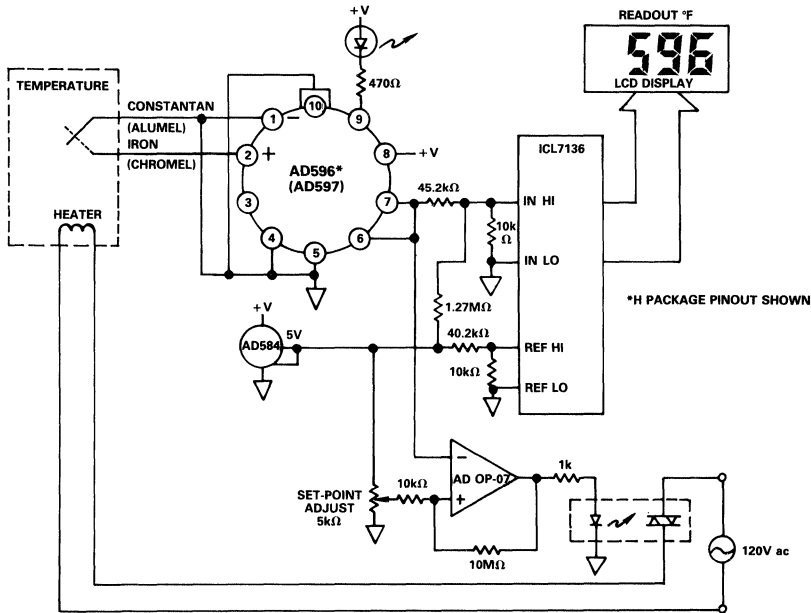 READOUT °F
596
LCD DISPLAY
+V
470Ω
TEMPERATURE
CONSTANTAN
(ALUMEL)
IRON
(CHROMEL)
HEATER
1
−
2
+
3
4
5
6
7
8
9
10
AD596*
(AD597)
+V
45.2kΩ
10k
Ω
1.27MΩ
40.2kΩ
10kΩ
ICL7136
IN HI
IN LO
REF HI
REF LO
*H PACKAGE PINOUT SHOWN
+V
AD584
5V
SET-POINT
ADJUST
5kΩ
10kΩ
−
+
AD OP-07
10MΩ
1k
120V ac